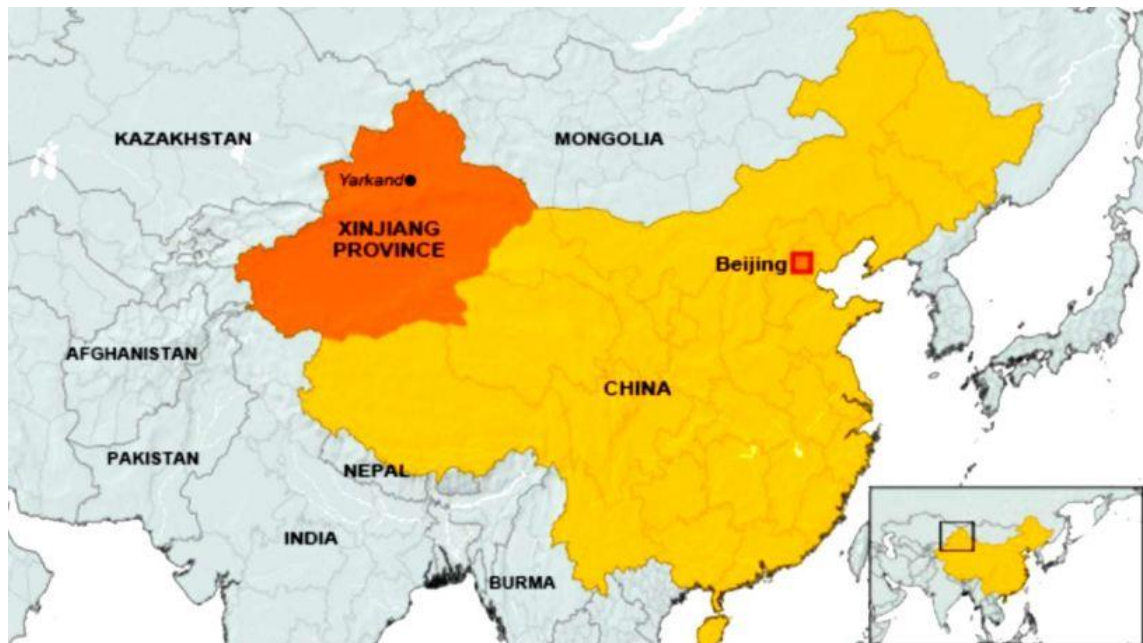 KAZAKHSTAN
MONGOLIA
Yarkand
XINJIANG
PROVINCE
Beijing
AFGHANISTAN
CHINA
PAKISTAN
NEPAL
INDIA
BURMA